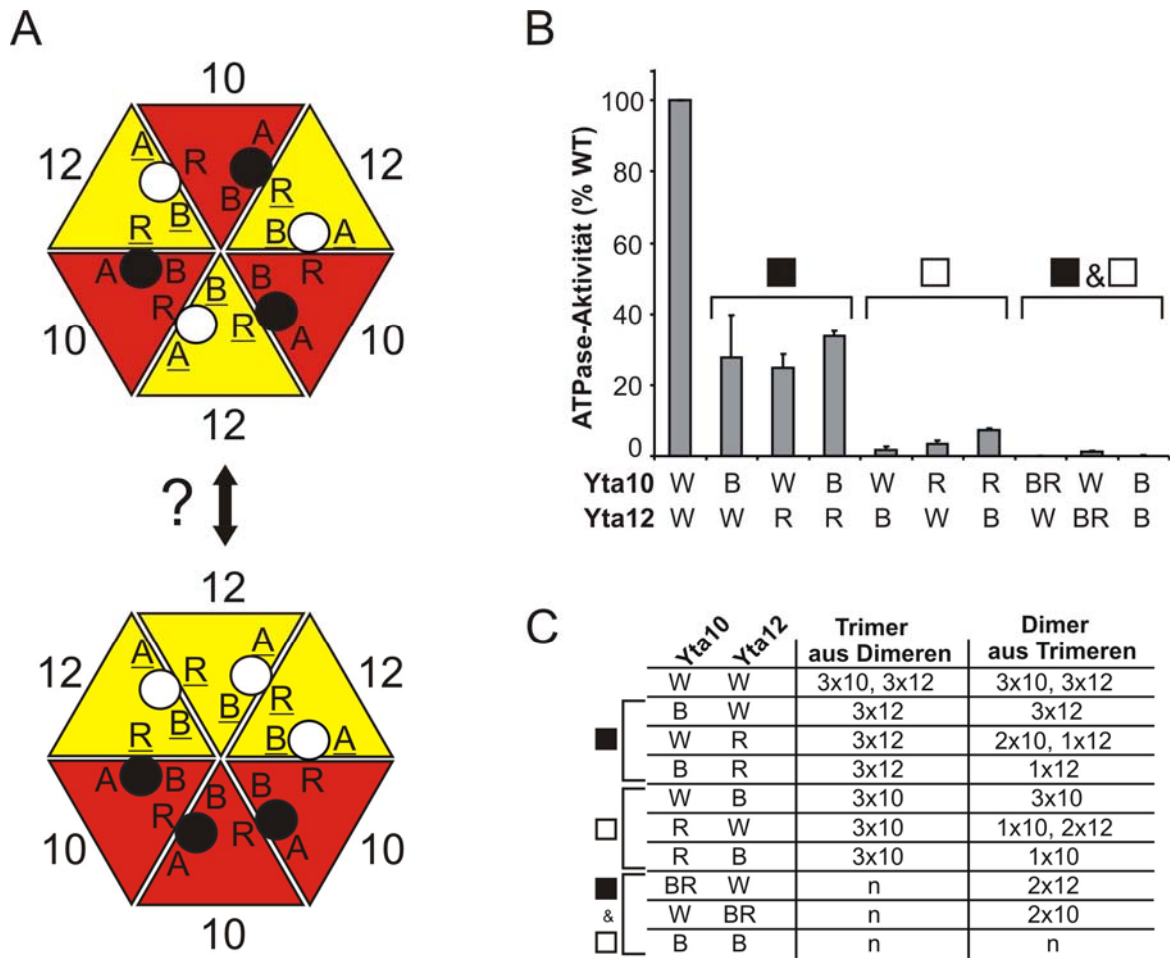 A
10
12 12
A R A
B B R
B A
R
A B R B B
R R A
A
10 10
12
?
12
12 12
A R A
B B R
B A
R
A B B B R
R R A
A
10 10
10
B
ATPase-Aktivität (% WT)
100
80
60
40
20
0
&
Yta10 W B W B W R R BR W B
Yta12 W W R R B W B W BR B
C
Yta10 Yta12 Trimer aus Dimeren Dimer aus Trimeren
W W 3x10, 3x12 3x10, 3x12
B W 3x12 3x12
W R 3x12 2x10, 1x12
B R 3x12 1x12
W B 3x10 3x10
R W 3x10 1x10, 2x12
R B 3x10 1x10
BR W n 2x12
& W BR n 2x10
B B n n